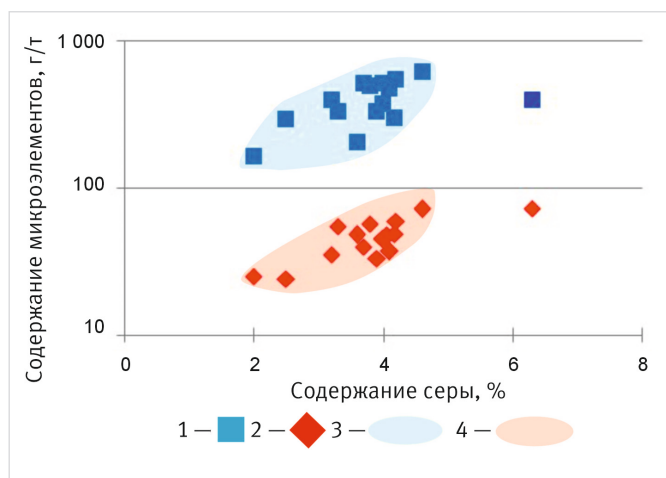 Содержание микроэлементов, г/т
1 000
100
10
0 2 4 6 8
Содержание серы, %
1 — 2 — 3 — 4 —